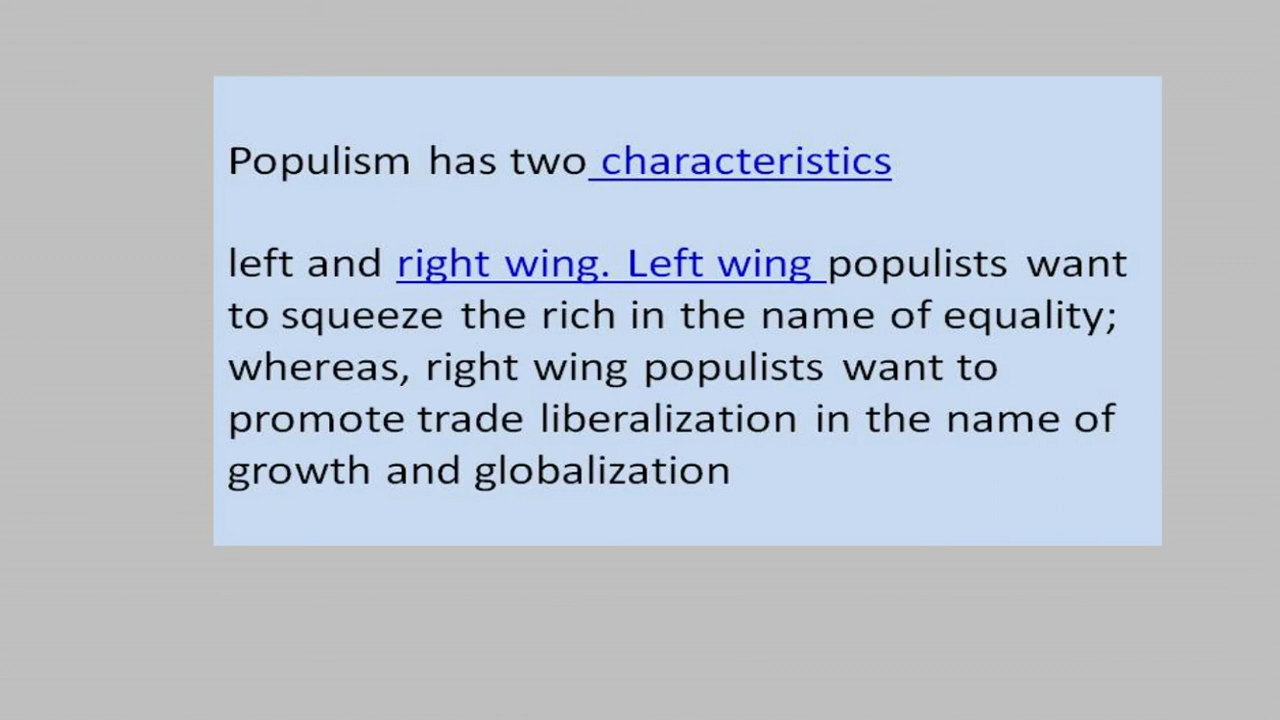 Populism has two characteristics
left and right wing. Left wing populists want
to squeeze the rich in the name of equality;
whereas, right wing populists want to
promote trade liberalization in the name of
growth and globalization